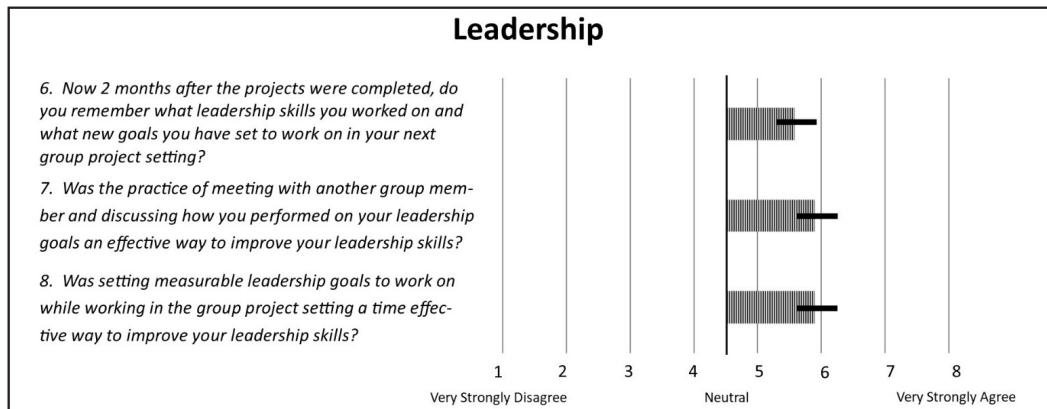 Leadership
6. Now 2 months after the projects were completed, do
you remember what leadership skills you worked on and
what new goals you have set to work on in your next
group project setting?
7. Was the practice of meeting with another group mem-
ber and discussing how you performed on your leadership
goals an effective way to improve your leadership skills?
8. Was setting measurable leadership goals to work on
while working in the group project setting a time effec-
tive way to improve your leadership skills?
1 2 3 4 5 6 7 8
Very Strongly Disagree Neutral Very Strongly Agree